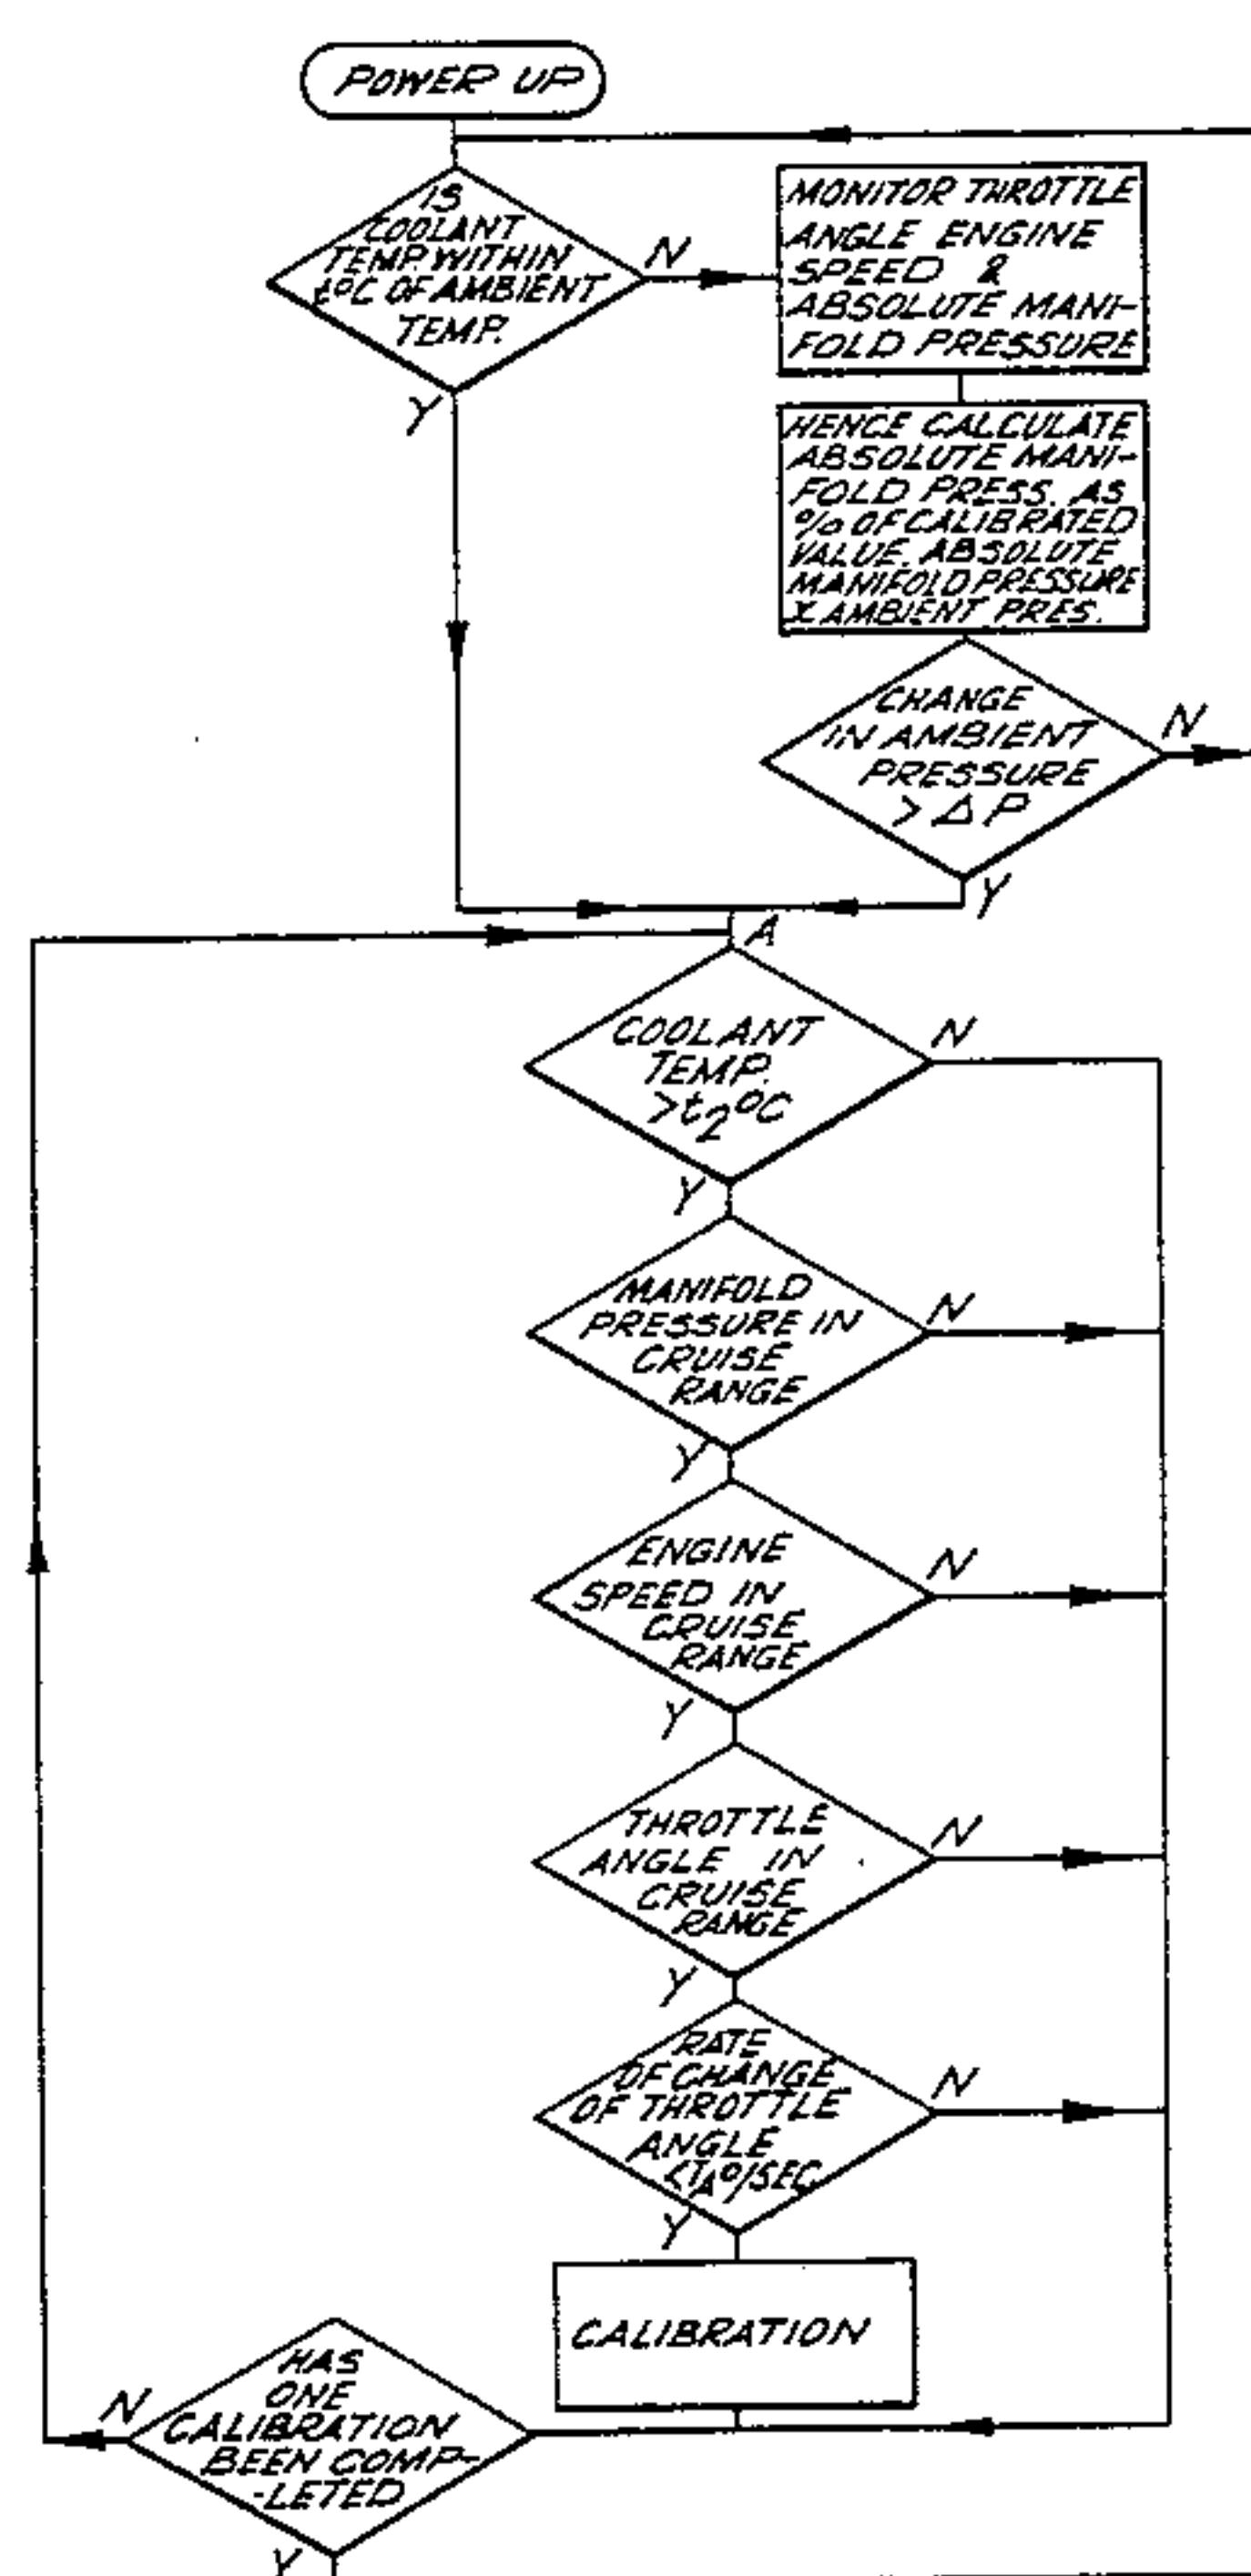 POWER UP
IS
COOLANT
TEMP. WITHIN
t°C OF AMBIENT
TEMP.
N
Y
MONITOR THROTTLE
ANGLE ENGINE
SPEED &
ABSOLUTE MANI-
FOLD PRESSURE
HENCE CALCULATE
ABSOLUTE MANI-
FOLD PRESS. AS
% OF CALIBRATED
VALUE. ABSOLUTE
MANIFOLD PRESSURE
X AMBIENT PRES.
CHANGE
IN AMBIENT
PRESSURE
> Δ P
N
Y
A
COOLANT
TEMP.
>t₂°C
N
Y
MANIFOLD
PRESSURE IN
CRUISE
RANGE
N
Y
ENGINE
SPEED IN
CRUISE
RANGE
N
Y
THROTTLE
ANGLE IN
CRUISE
RANGE
N
Y
RATE
OF CHANGE
OF THROTTLE
ANGLE
<T_A°/SEC
N
Y
CALIBRATION
HAS
ONE
CALIBRATION
BEEN COMP-
-LETED
N
Y